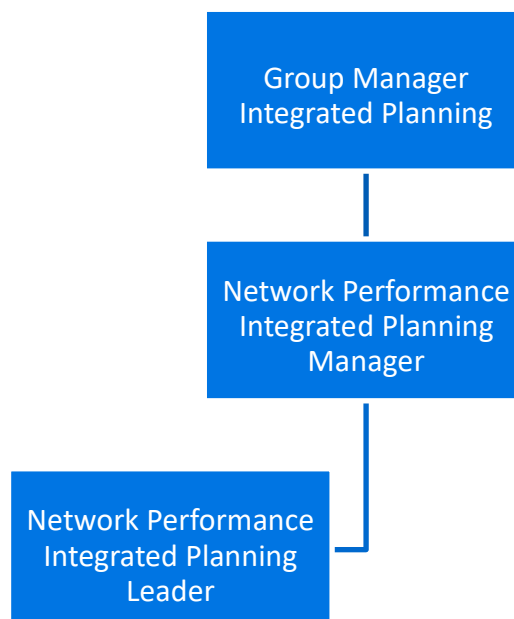 Group Manager
Integrated Planning
Network Performance
Integrated Planning
Manager
Network Performance
Integrated Planning
Leader